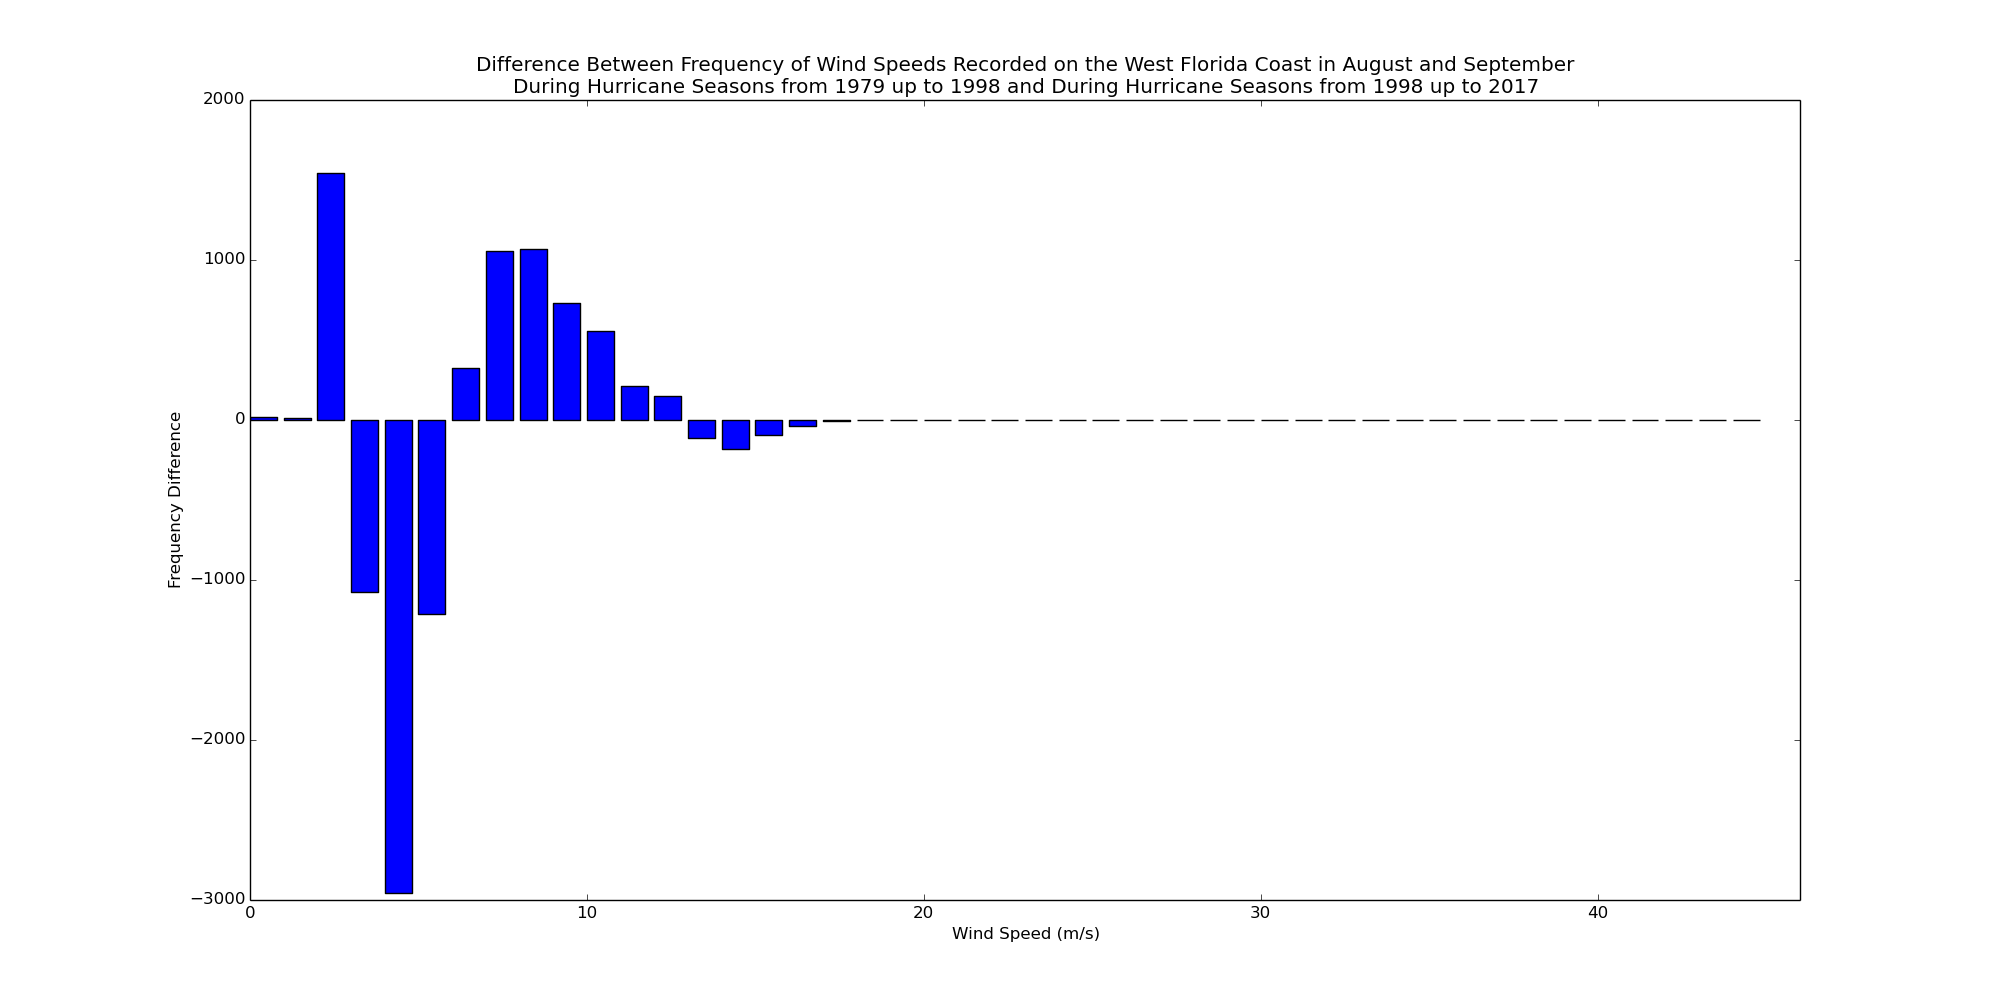 Difference Between Frequency of Wind Speeds Recorded on the West Florida Coast in August and September
During Hurricane Seasons from 1979 up to 1998 and During Hurricane Seasons from 1998 up to 2017
2000
1000
0
−1000
−2000
−3000
Frequency Difference
0 10 20 30 40
Wind Speed (m/s)